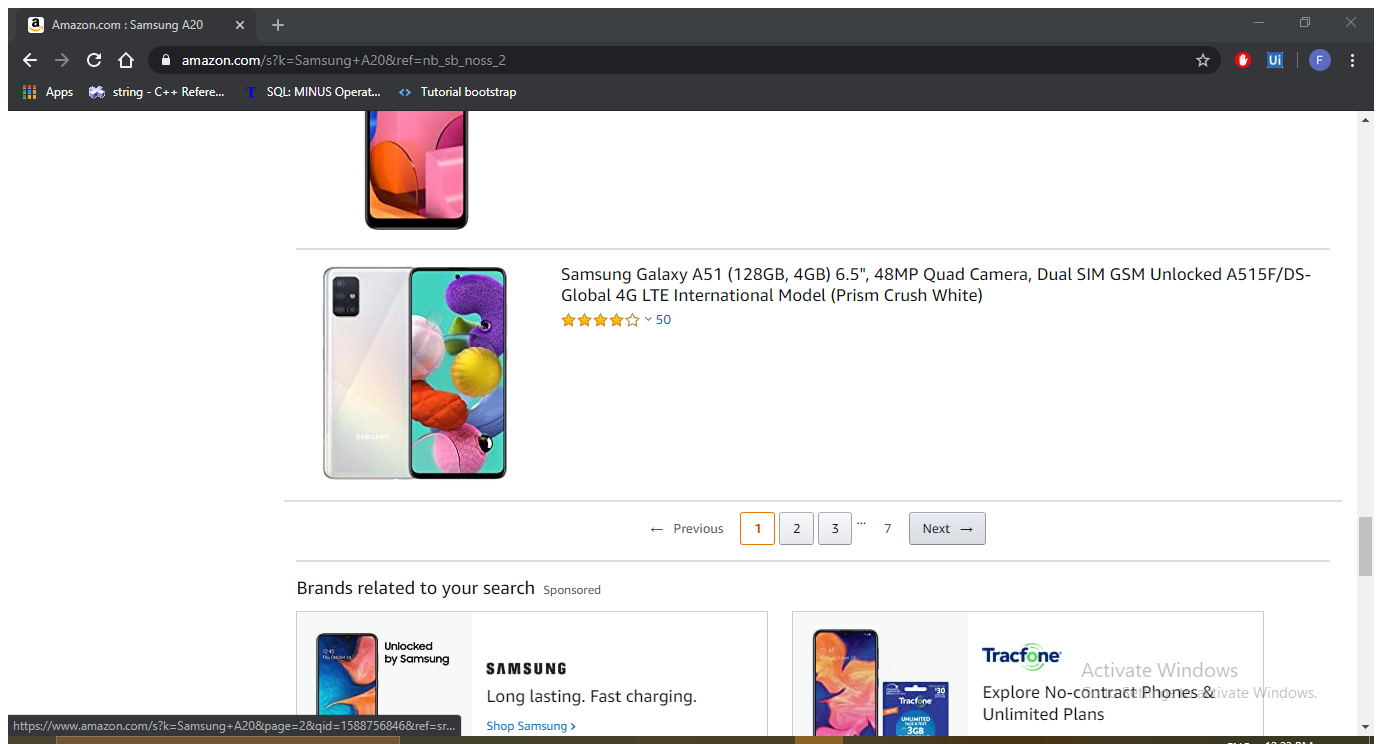 Amazon.com : Samsung A20
amazon.com/s?k=Samsung+A20&ref=nb_sb_noss_2
Ui
F
Apps
string - C++ Refere...
T SQL: MINUS Operat...
Tutorial bootstrap
Samsung Galaxy A51 (128GB, 4GB) 6.5", 48MP Quad Camera, Dual SIM GSM Unlocked A515F/DS-
Global 4G LTE International Model (Prism Crush White)
50
SAMSUNG
← Previous 1 2 3 ... 7 Next →
Brands related to your search Sponsored
Unlocked
by Samsung
SAMSUNG
Long lasting. Fast charging.
Shop Samsung ›
Tracfone
$30
UNLIMITED
TALK & TEXT
3GB
Tracfone
Explore No-contract Phones &
Unlimited Plans
Activate Windows
Go to Settings to activate Windows.
https://www.amazon.com/s?k=Samsung+A20&page=2&qid=1588756846&ref=sr...